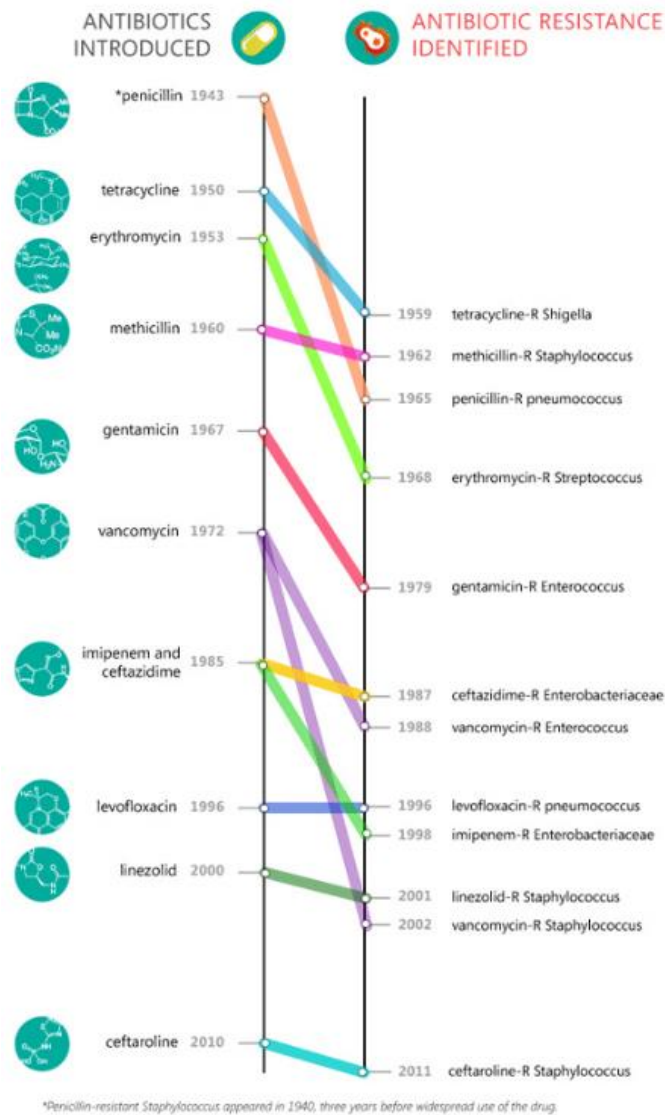 ANTIBIOTICS
INTRODUCED
ANTIBIOTIC RESISTANCE
IDENTIFIED
*penicillin 1943
tetracycline 1950
erythromycin 1953
1959 tetracycline-R Shigella
methicillin 1960
1962 methicillin-R Staphylococcus
1965 penicillin-R pneumococcus
gentamicin 1967
1968 erythromycin-R Streptococcus
vancomycin 1972
1979 gentamicin-R Enterococcus
imipenem and
ceftazidime 1985
1987 ceftazidime-R Enterobacteriaceae
1988 vancomycin-R Enterococcus
levofloxacin 1996
1996 levofloxacin-R pneumococcus
1998 imipenem-R Enterobacteriaceae
linezolid 2000
2001 linezolid-R Staphylococcus
2002 vancomycin-R Staphylococcus
ceftaroline 2010
2011 ceftaroline-R Staphylococcus
*Penicillin-resistant Staphylococcus appeared in 1940, three years before widespread use of the drug.